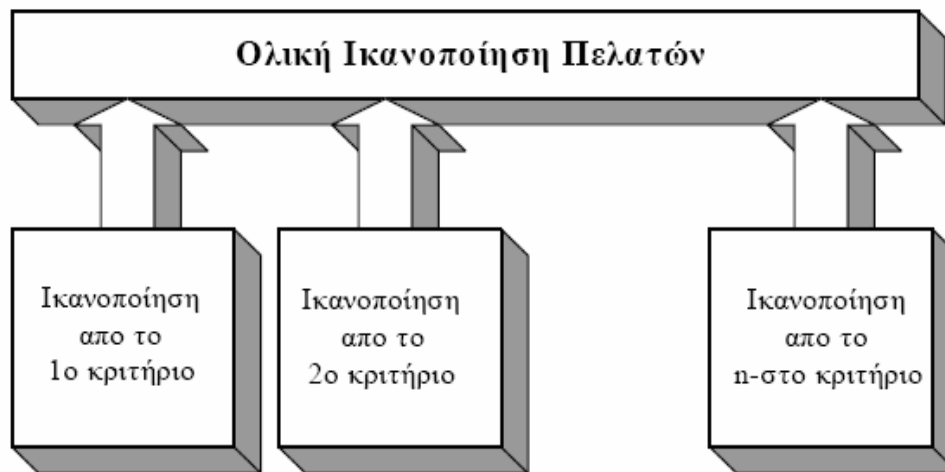 Ολική Ικανοποίηση Πελατών
Ικανοποίηση
απο το
1ο κριτήριο
Ικανοποίηση
απο το
2ο κριτήριο
Ικανοποίηση
απο το
n-στο κριτήριο